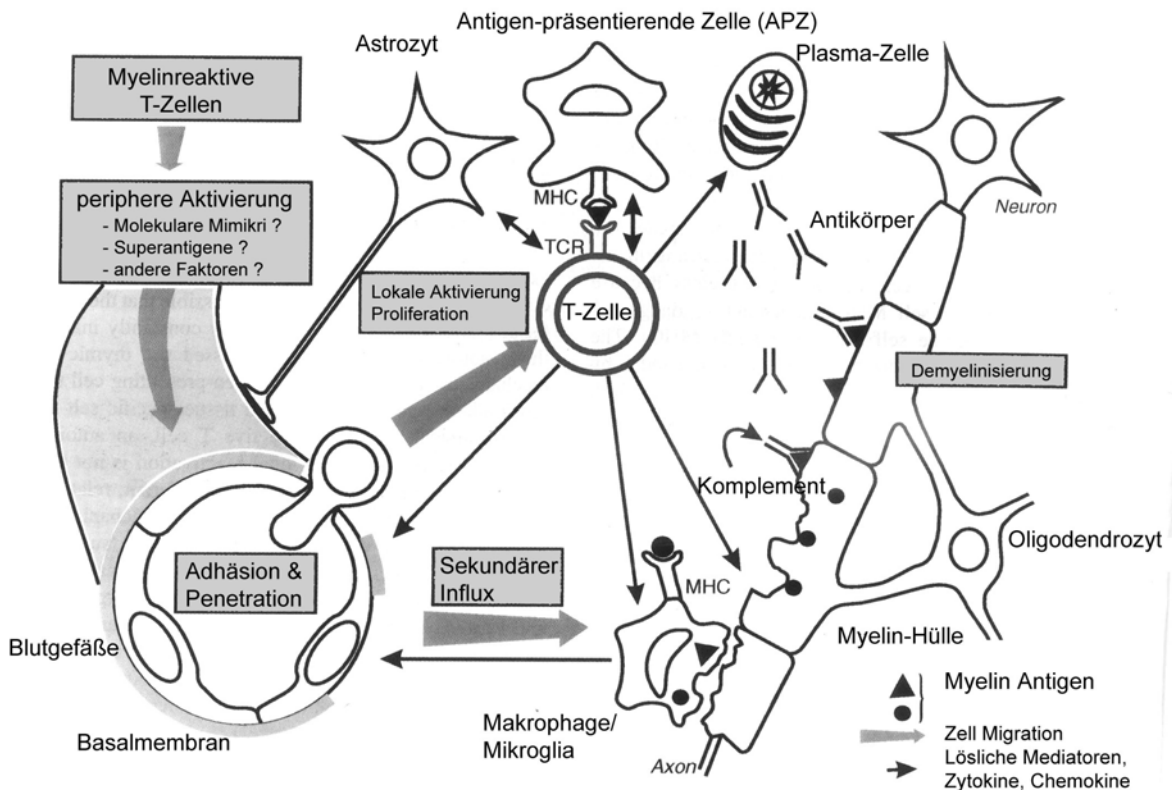 Antigen-präsentierende Zelle (APZ)
Astrozyt
Plasma-Zelle
Myelinreaktive
T-Zellen
periphere Aktivierung
- Molekulare Mimikri ?
- Superantigene ?
- andere Faktoren ?
MHC
TCR
Antikörper
Neuron
Lokale Aktivierung
Proliferation
T-Zelle
Demyelinisierung
Komplement
Oligodendrozyt
Adhäsion &
Penetration
Sekundärer
Influx
MHC
Blutgefäße
Myelin-Hülle
Basalmembran
Makrophage/
Mikroglia
Axon
Myelin Antigen
Zell Migration
Lösliche Mediatoren,
Zytokine, Chemokine